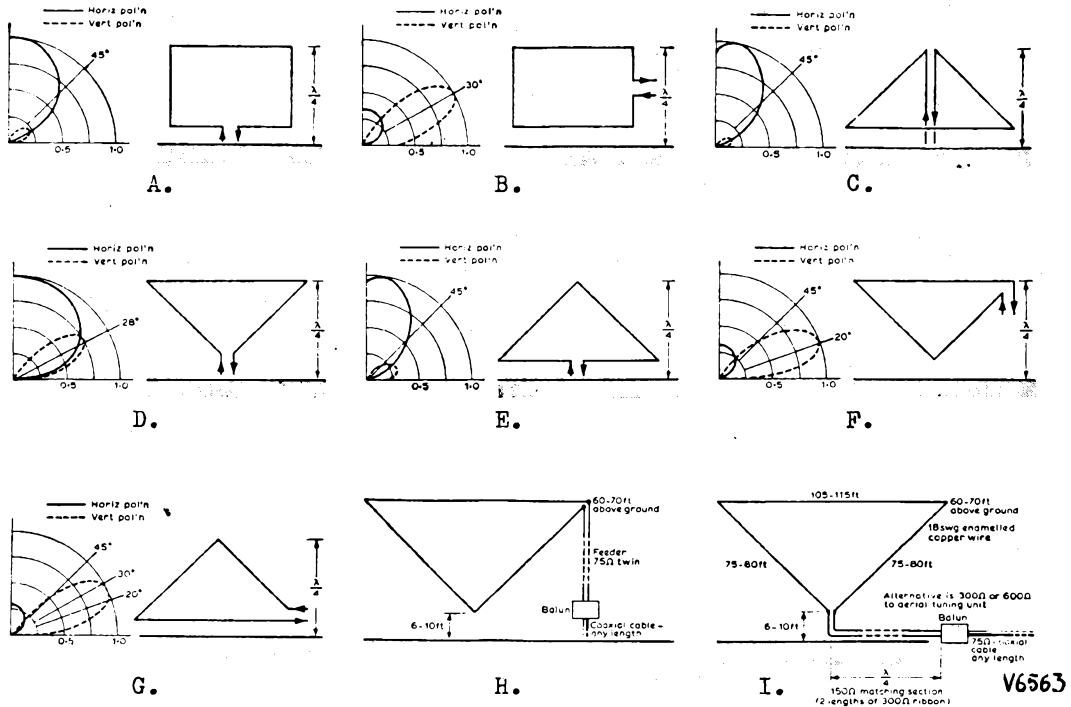 Horiz pol'n
Vert pol'n
45°
0·5
1·0
λ/4
A.
Horiz pol'n
Vert pol'n
30°
0·5
1·0
λ/4
B.
Horiz pol'n
Vert pol'n
45°
0·5
1·0
λ/4
C.
Horiz pol'n
Vert pol'n
28°
0·5
1·0
λ/4
D.
Horiz pol'n
Vert pol'n
45°
0·5
1·0
λ/4
E.
Horiz pol'n
Vert pol'n
45°
20°
0·5
1·0
λ/4
F.
Horiz pol'n
Vert pol'n
45°
30°
20°
0·5
1·0
λ/4
G.
60-70ft
above ground
Feeder
75Ω twin
Balun
6-10ft
Coaxial cable -
any length
H.
105-115ft
60-70ft
above ground
18swg enamelled
copper wire
75-80ft
75-80ft
Alternative is 300Ω or 600Ω
to aerial tuning unit
Balun
6-10ft
75Ω coaxial
cable
any length
λ/4
150Ω matching section
(2 lengths of 300Ω ribbon)
I.
V6563